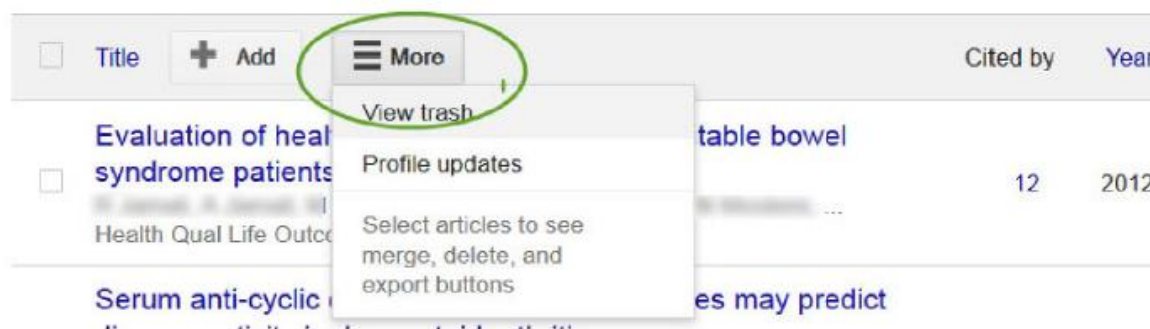 Title Add More Cited by Year
View trash
Evaluation of heal table bowel
syndrome patients Profile updates 12 2012
...
Health Qual Life Outco Select articles to see
merge, delete, and
export buttons
Serum anti-cyclic es may predict